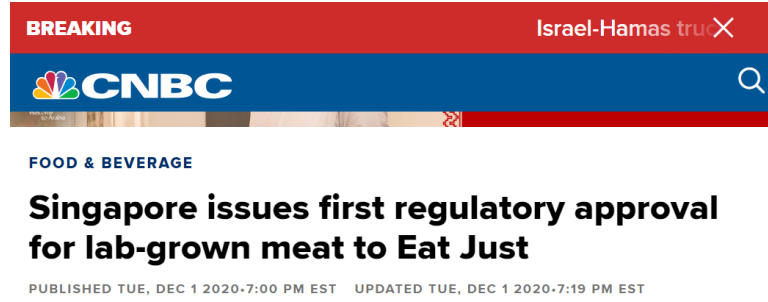 BREAKING
Israel-Hamas truc
CNBC
FOOD & BEVERAGE
Singapore issues first regulatory approval
for lab-grown meat to Eat Just
PUBLISHED TUE, DEC 1 2020•7:00 PM EST UPDATED TUE, DEC 1 2020•7:19 PM EST